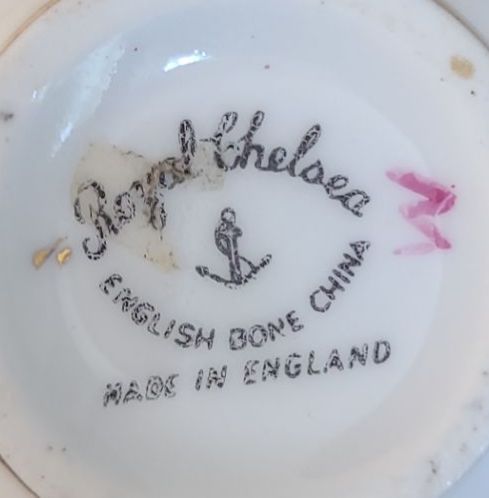 Royal Chelsea
ENGLISH BONE CHINA
MADE IN ENGLAND